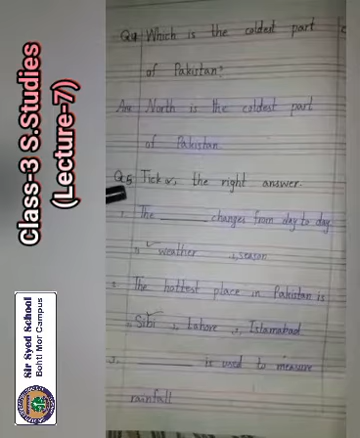 Class-3 S.Studies
(Lecture-7)
Sir Syed School
Bohti Mor Campus
Q4 Which is the coldest part
of Pakistan?
Ans North is the coldest part
of Pakistan.
Q5 Tick ✓, the right answer.
1. The ______ changes from day to day
weather, season
2. The hottest place in Pakistan is
Sibi, Lahore, Islamabad
3. ______ is used to measure
rainfall